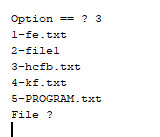 Option == ? 3
1-fe.txt
2-file1
3-hcfb.txt
4-kf.txt
5-PROGRAM.txt
File ?